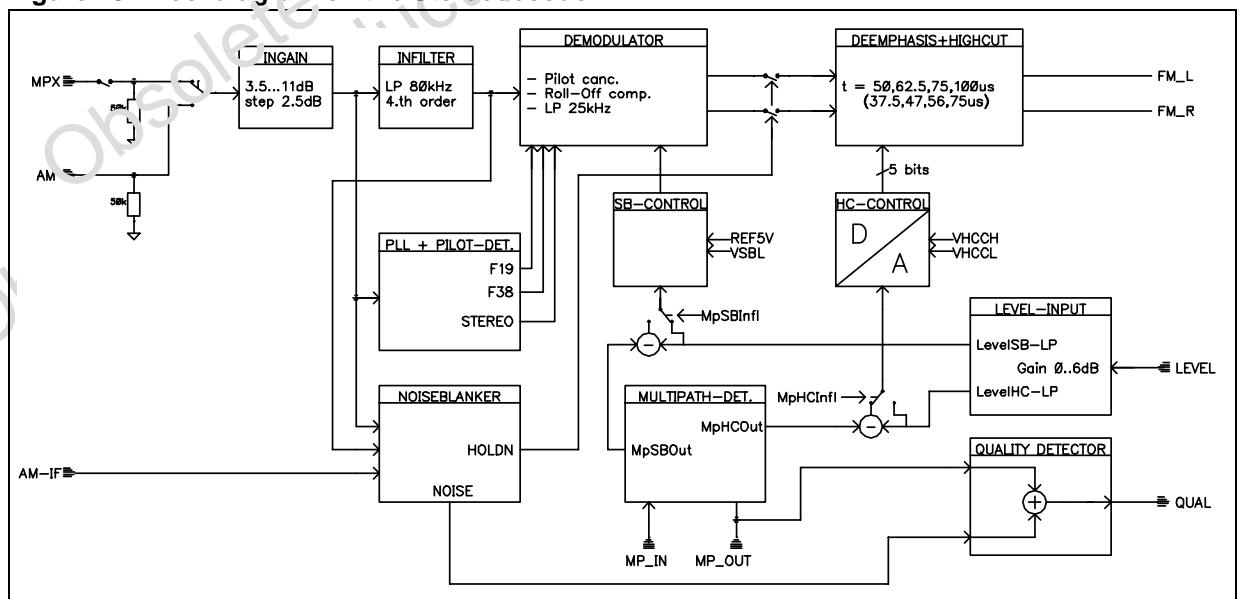 Obsolete
MPX
AM
50k
50k
INGAIN
3.5...11dB
step 2.5dB
INFILTER
LP 80kHz
4.th order
DEMODULATOR
– Pilot canc.
– Roll-Off comp.
– LP 25kHz
DEEMPHASIS+HIGHCUT
t = 50,62.5,75,100us
(37.5,47,56,75us)
FM_L
FM_R
5 bits
SB-CONTROL
REF5V
VSBL
HC-CONTROL
D
A
VHCCH
VHCCL
PLL + PILOT-DET.
F19
F38
STEREO
MpSBInfl
LEVEL-INPUT
LevelSB-LP
Gain 0..6dB
LevelHC-LP
LEVEL
NOISEBLANKER
HOLDN
NOISE
AM-IF
MULTIPATH-DET.
MpHCOut
MpSBOut
MpHCInfl
MP_IN
MP_OUT
QUALITY DETECTOR
QUAL